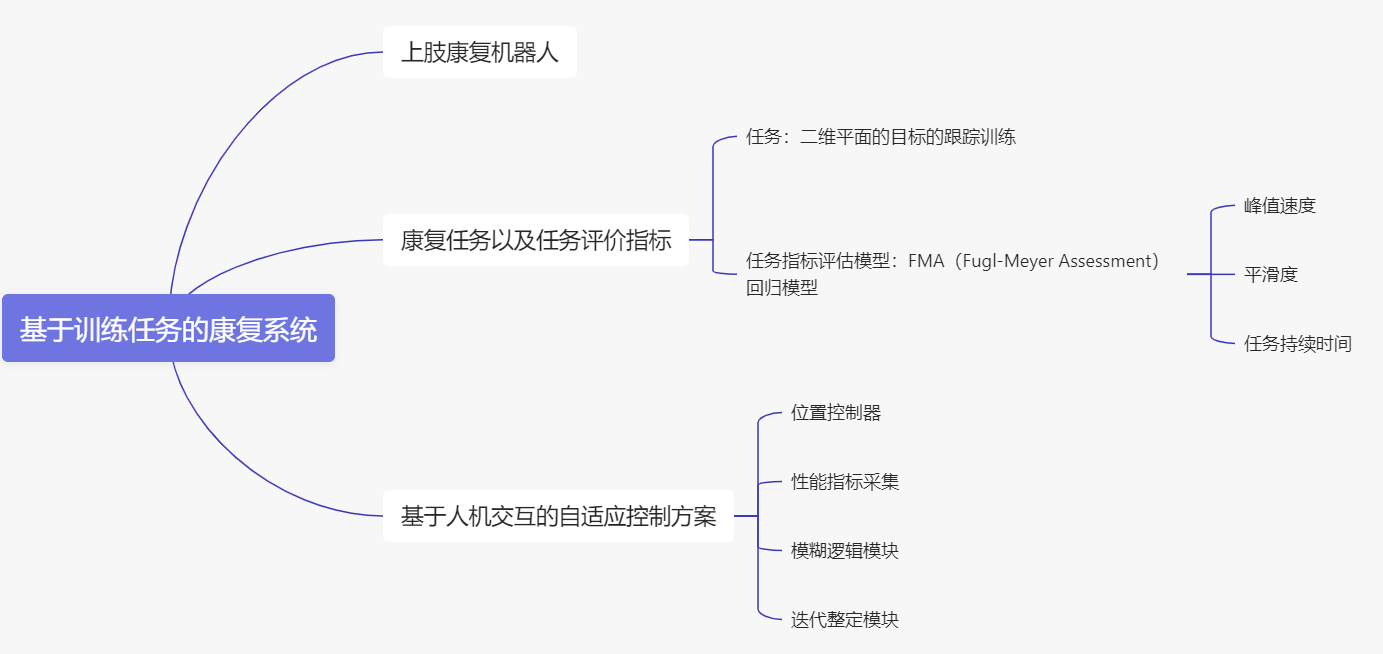 上肢康复机器人
任务：二维平面的目标的跟踪训练
峰值速度
康复任务以及任务评价指标
任务指标评估模型：FMA（Fugl-Meyer Assessment）
回归模型
平滑度
基于训练任务的康复系统
任务持续时间
位置控制器
性能指标采集
基于人机交互的自适应控制方案
模糊逻辑模块
迭代整定模块